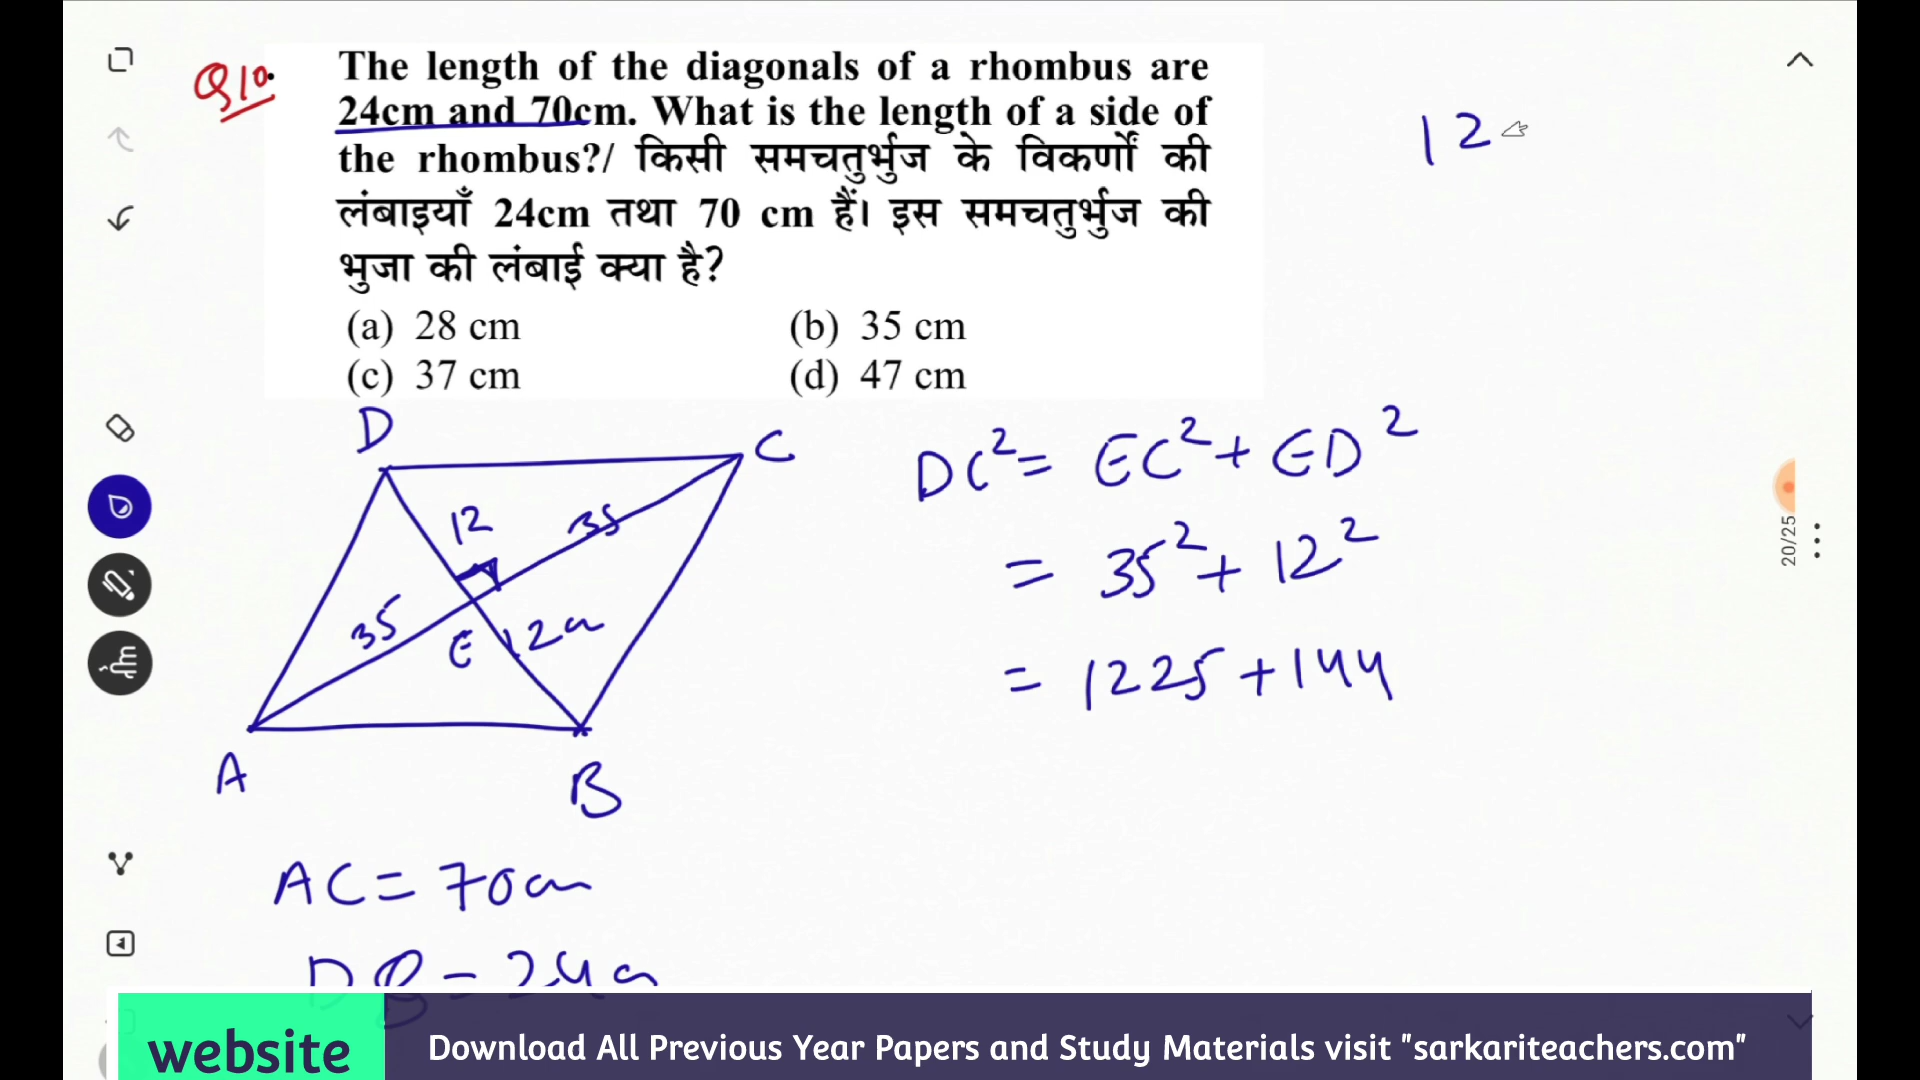 Q10.
The length of the diagonals of a rhombus are
24cm and 70cm. What is the length of a side of
the rhombus?/ किसी समचतुर्भुज के विकर्णों की
लंबाइयाँ 24cm तथा 70 cm हैं। इस समचतुर्भुज की
भुजा की लंबाई क्या है?
(a) 28 cm (b) 35 cm
(c) 37 cm (d) 47 cm
12
D
C
12
35
35
E
12cm
A
B
AC = 70cm
DB = 24cm
DC² = EC² + ED²
= 35² + 12²
= 1225 + 144
20/25
website
Download All Previous Year Papers and Study Materials visit "sarkariteachers.com"